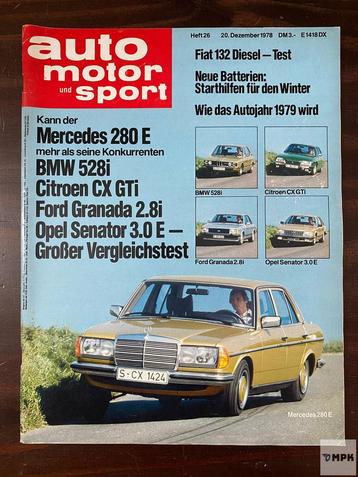 auto
motor
und
sport
Heft 26
20. Dezember 1978
DM 3.-
E 1418 DX
Fiat 132 Diesel – Test
Neue Batterien:
Starthilfen für den Winter
Wie das Autojahr 1979 wird
Kann der
Mercedes 280 E
mehr als seine Konkurrenten
BMW 528i
Citroen CX GTi
Ford Granada 2.8i
Opel Senator 3.0 E –
Großer Vergleichstest
BMW 528i
Citroen CX GTI
Ford Granada 2.8i
Opel Senator 3.0 E
S-CX 1424
Mercedes 280 E
MPK